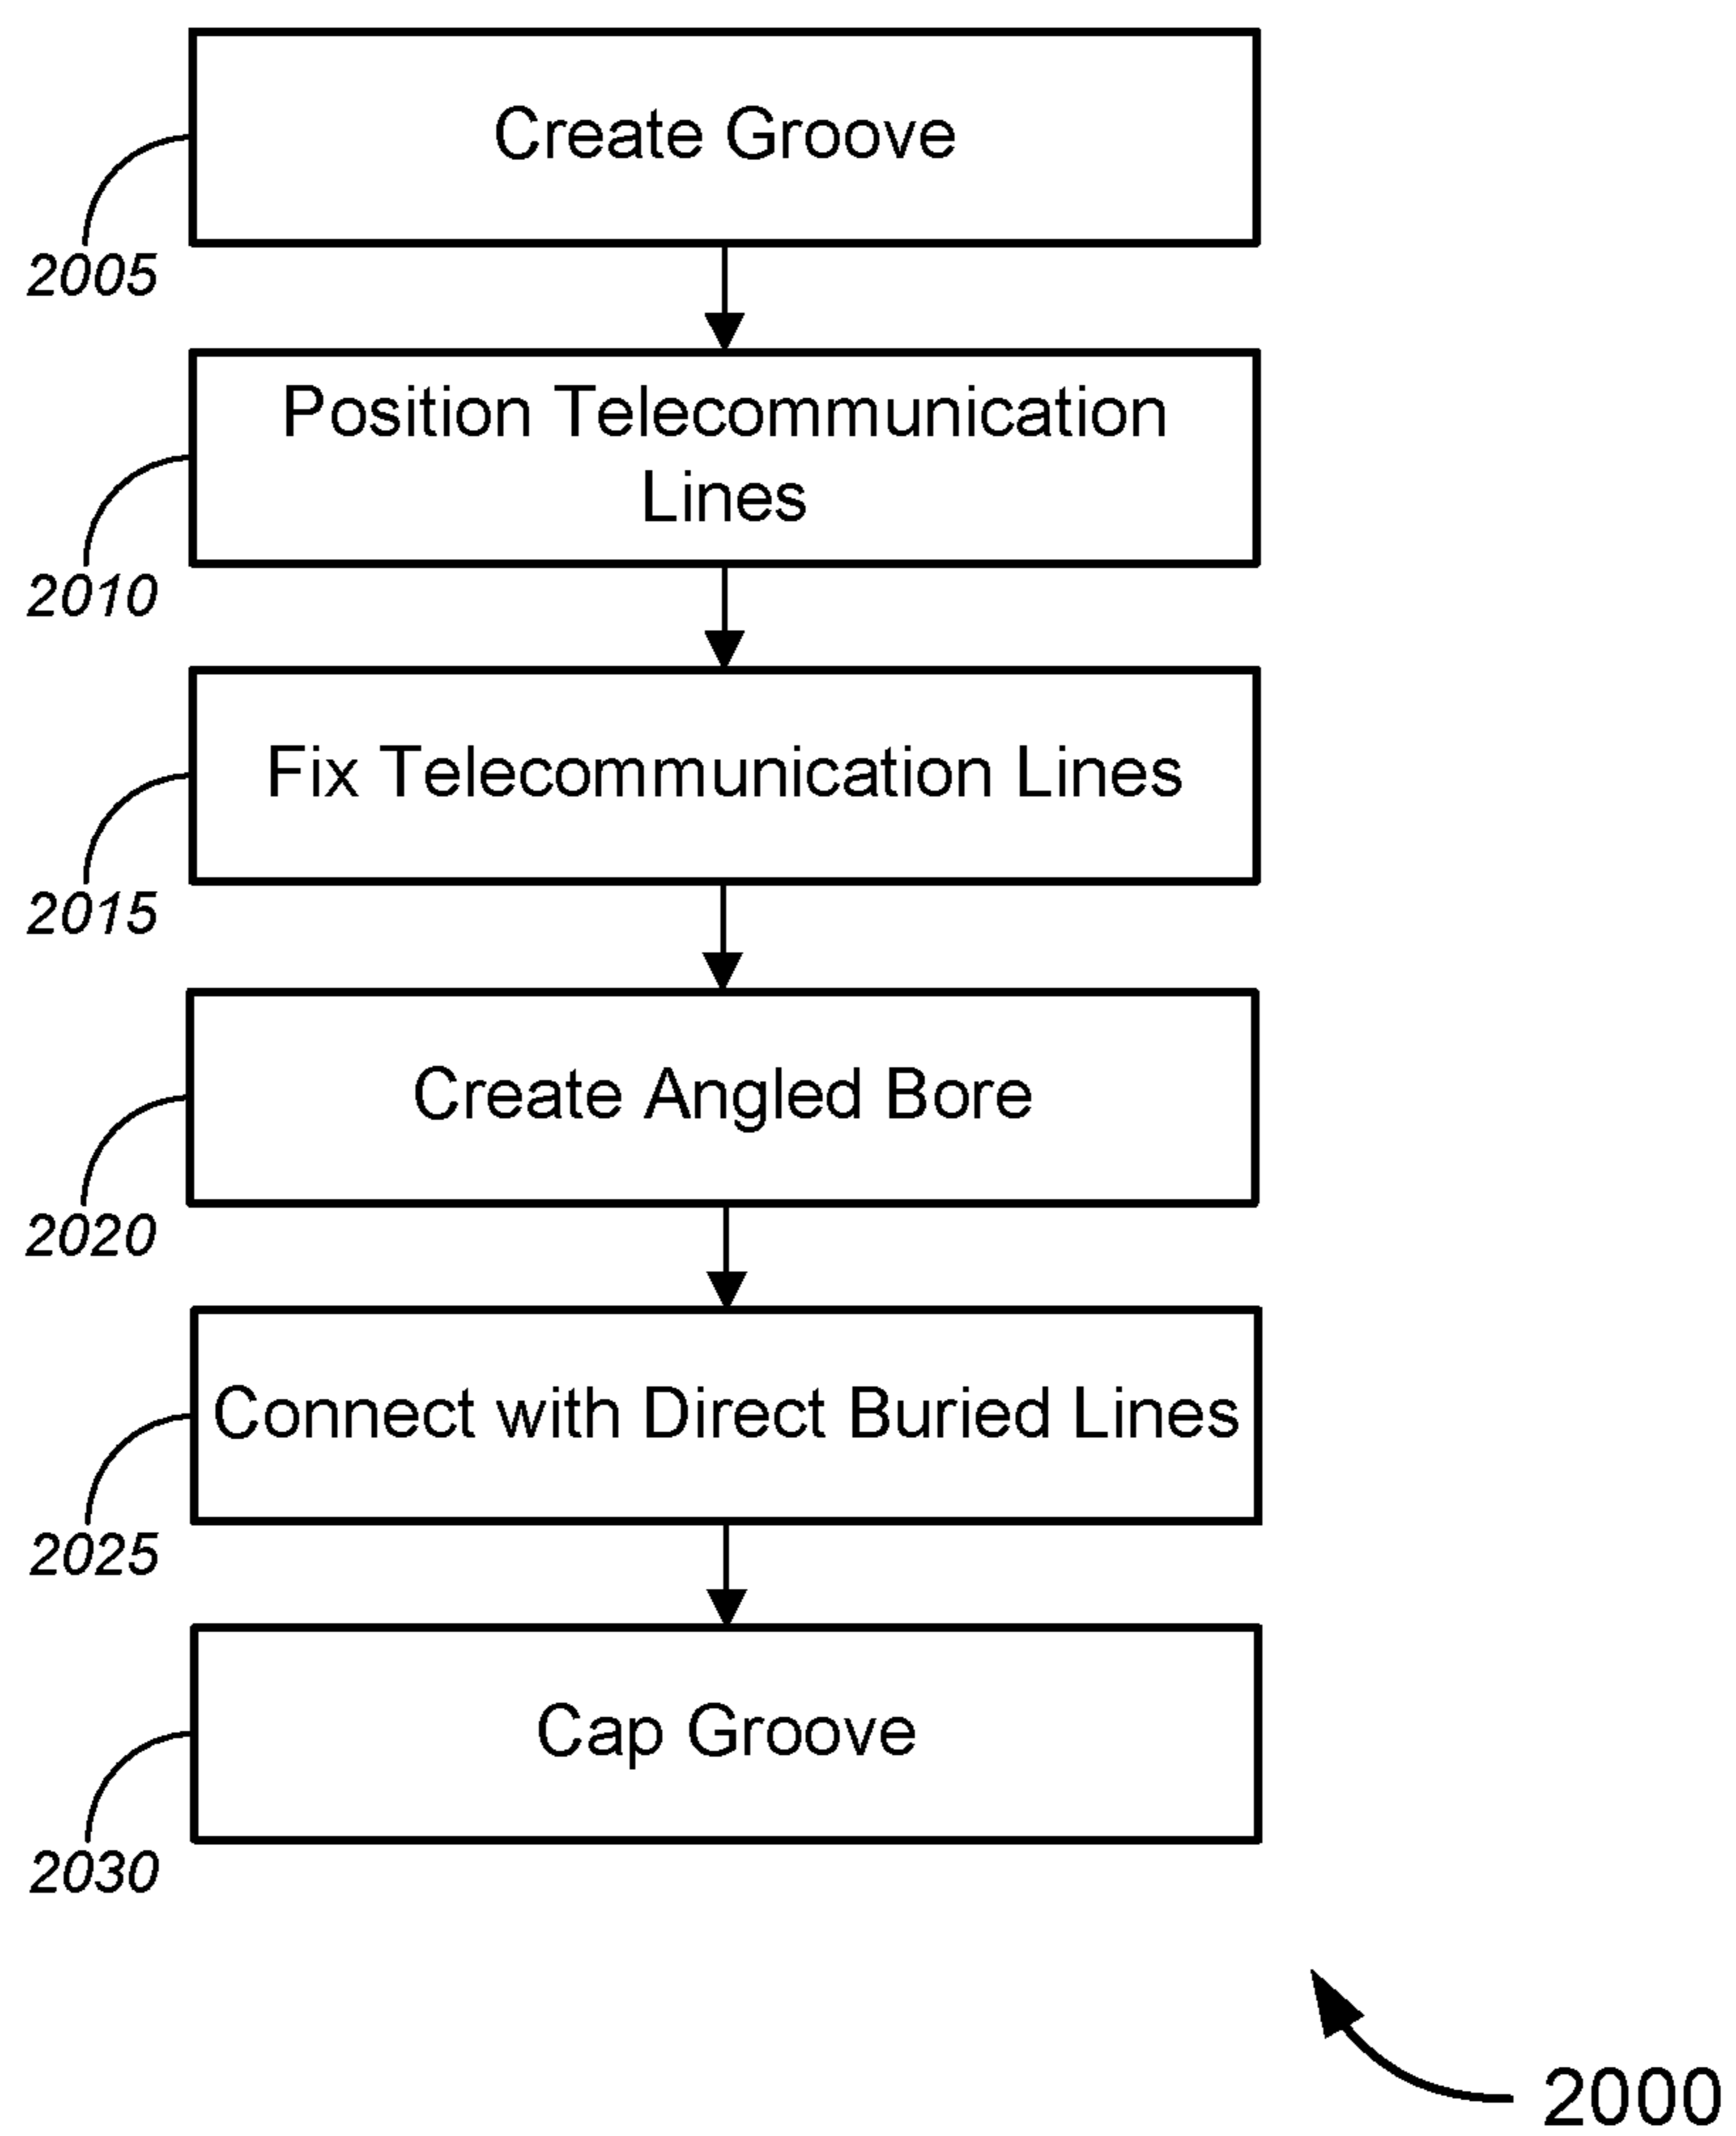 Create Groove
2005
Position Telecommunication
Lines
2010
Fix Telecommunication Lines
2015
Create Angled Bore
2020
Connect with Direct Buried Lines
2025
Cap Groove
2030
2000